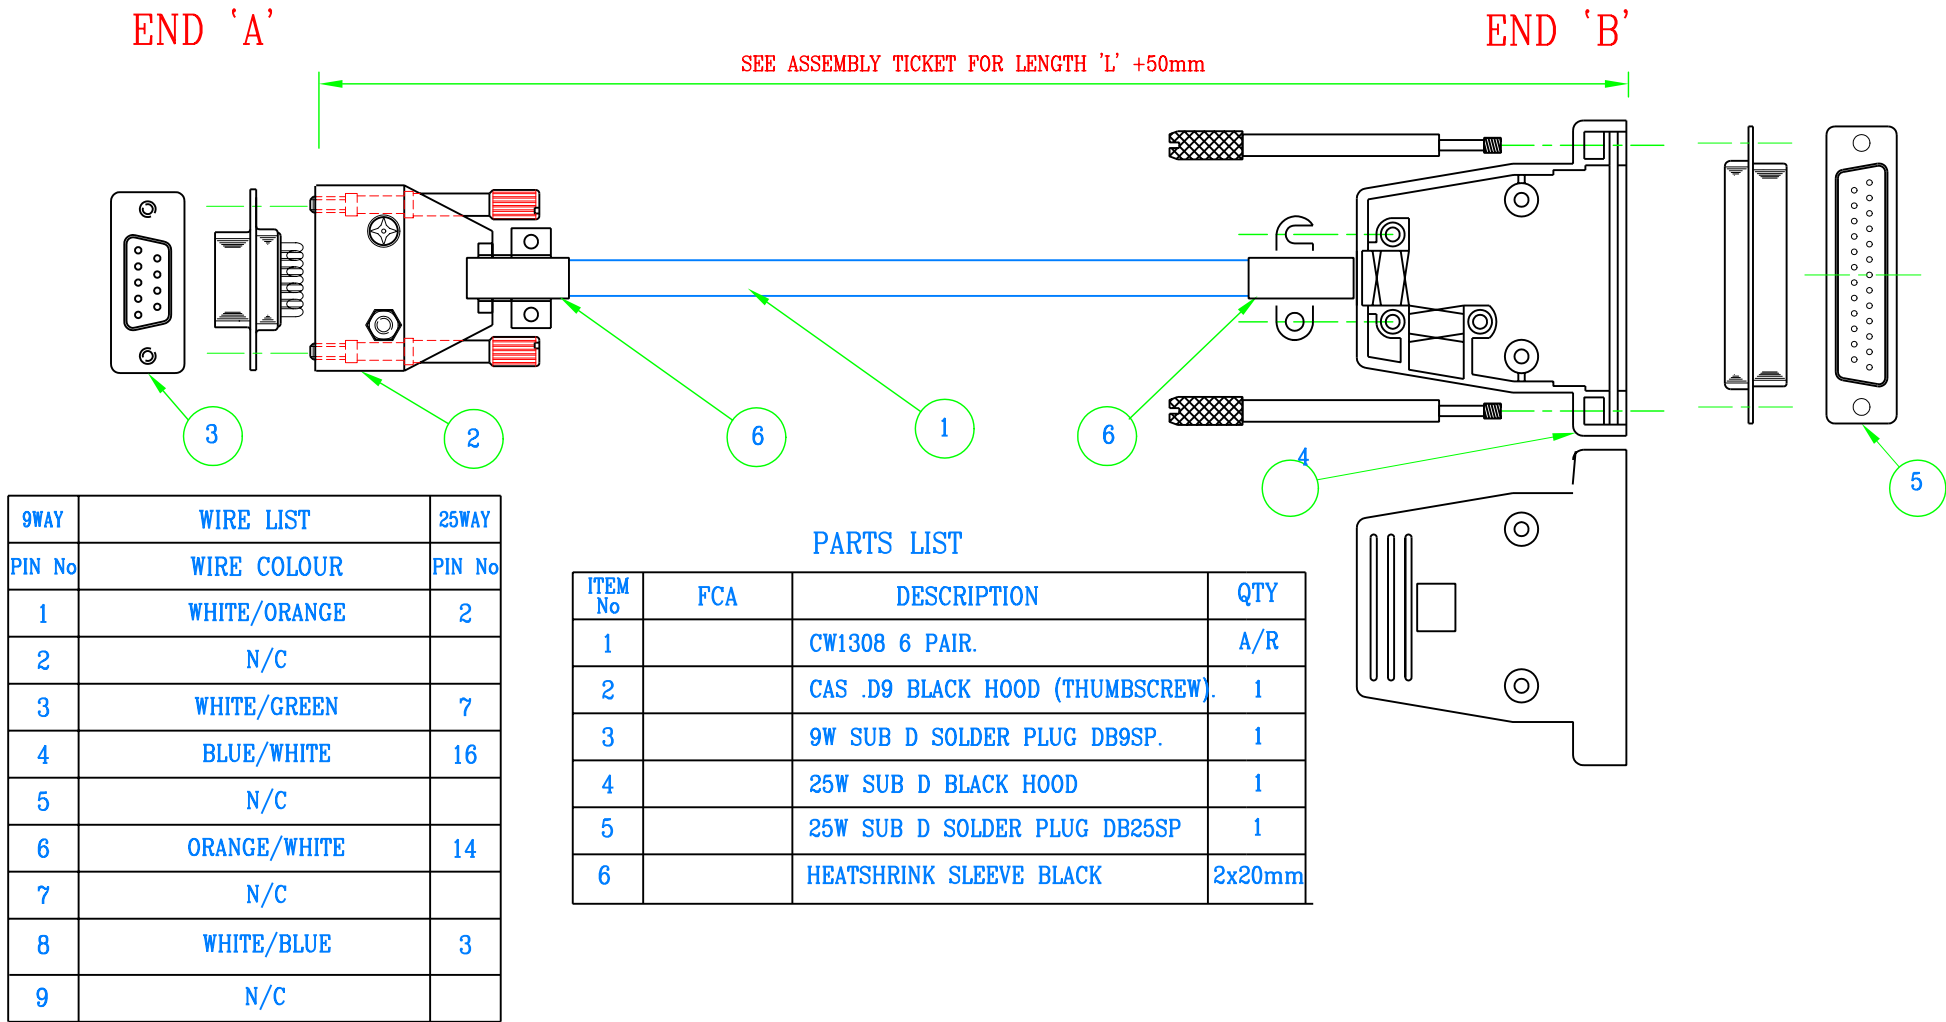 END 'A'
END 'B'
SEE ASSEMBLY TICKET FOR LENGTH 'L' +50mm
3
2
6
1
6
4
5
9WAY WIRE LIST 25WAY
PIN No WIRE COLOUR PIN No
1 WHITE/ORANGE 2
2 N/C
3 WHITE/GREEN 7
4 BLUE/WHITE 16
5 N/C
6 ORANGE/WHITE 14
7 N/C
8 WHITE/BLUE 3
9 N/C
PARTS LIST
ITEM No FCA DESCRIPTION QTY
1 CW1308 6 PAIR. A/R
2 CAS .D9 BLACK HOOD (THUMBSCREW). 1
3 9W SUB D SOLDER PLUG DB9SP. 1
4 25W SUB D BLACK HOOD 1
5 25W SUB D SOLDER PLUG DB25SP 1
6 HEATSHRINK SLEEVE BLACK 2x20mm